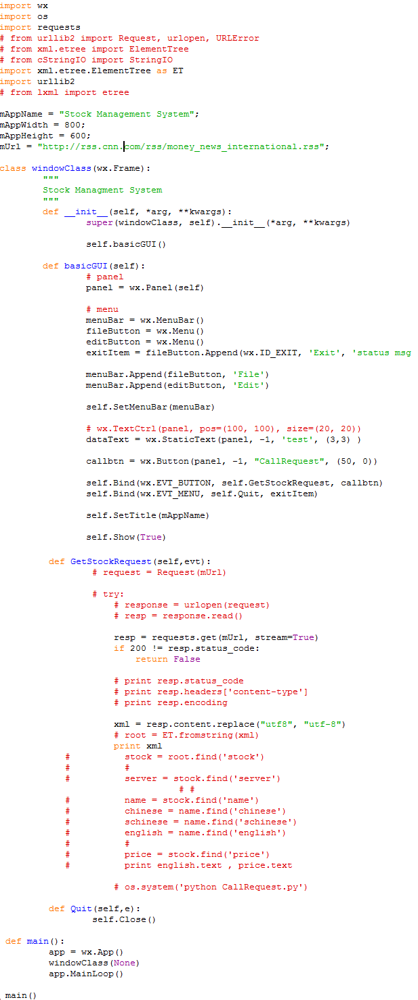 import wx
import os
import requests
# from urllib2 import Request, urlopen, URLError
# from xml.etree import ElementTree
# from cStringIO import StringIO
import xml.etree.ElementTree as ET
import urllib2
# from lxml import etree
mAppName = "Stock Management System";
mAppWidth = 800;
mAppHeight = 600;
mUrl = "http://rss.cnn.com/rss/money_news_international.rss";
class windowClass(wx.Frame):
"""
Stock Managment System
"""
def __init__(self, *arg, **kwargs):
super(windowClass, self).__init__(*arg, **kwargs)
self.basicGUI()
def basicGUI(self):
# panel
panel = wx.Panel(self)
# menu
menuBar = wx.MenuBar()
fileButton = wx.Menu()
editButton = wx.Menu()
exitItem = fileButton.Append(wx.ID_EXIT, 'Exit', 'status msg
menuBar.Append(fileButton, 'File')
menuBar.Append(editButton, 'Edit')
self.SetMenuBar(menuBar)
# wx.TextCtrl(panel, pos=(100, 100), size=(20, 20))
dataText = wx.StaticText(panel, -1, 'test', (3,3) )
callbtn = wx.Button(panel, -1, "CallRequest", (50, 0))
self.Bind(wx.EVT_BUTTON, self.GetStockRequest, callbtn)
self.Bind(wx.EVT_MENU, self.Quit, exitItem)
self.SetTitle(mAppName)
self.Show(True)
def GetStockRequest(self,evt):
# request = Request(mUrl)
# try:
# response = urlopen(request)
# resp = response.read()
resp = requests.get(mUrl, stream=True)
if 200 != resp.status_code:
return False
# print resp.status_code
# print resp.headers['content-type']
# print resp.encoding
xml = resp.content.replace("utf8", "utf-8")
# root = ET.fromstring(xml)
print xml
# stock = root.find('stock')
# #
# server = stock.find('server')
# #
# name = stock.find('name')
# chinese = name.find('chinese')
# schinese = name.find('schinese')
# english = name.find('english')
# #
# price = stock.find('price')
# print english.text , price.text
# os.system('python CallRequest.py')
def Quit(self,e):
self.Close()
def main():
app = wx.App()
windowClass(None)
app.MainLoop()
main()